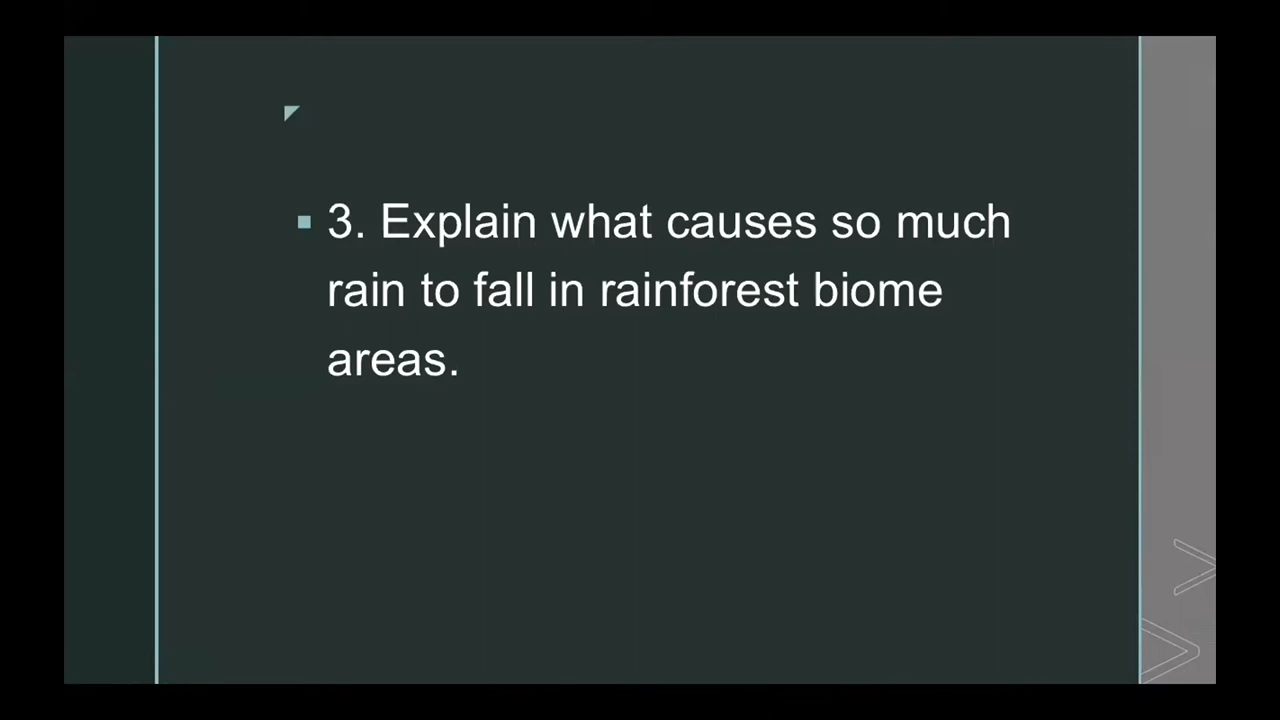 3. Explain what causes so much
rain to fall in rainforest biome
areas.